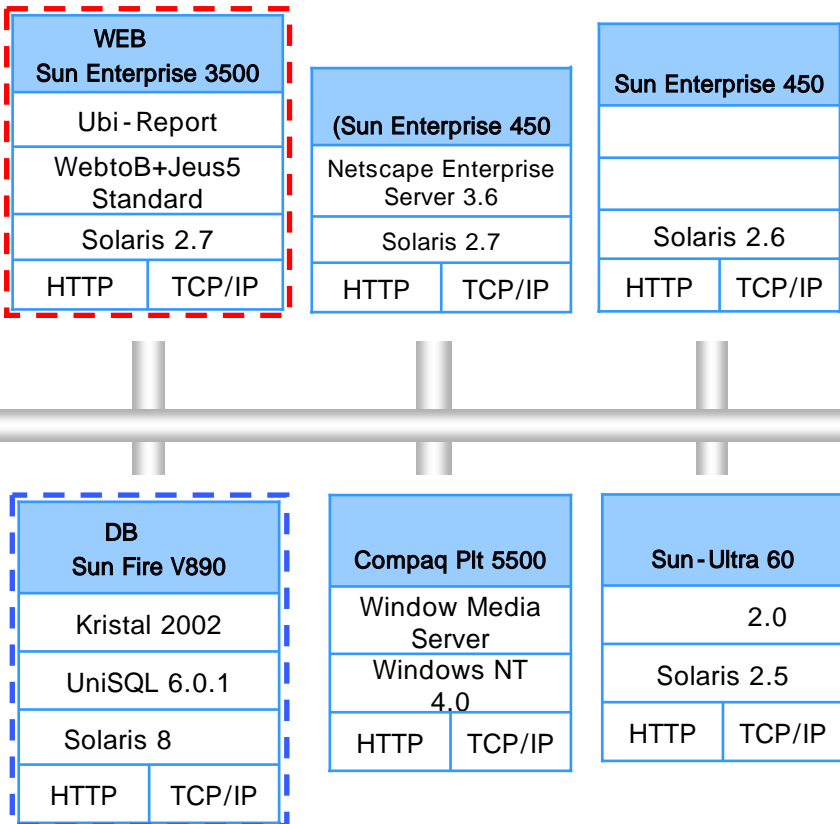 WEB
Sun Enterprise 3500
Ubi-Report
WebtoB+Jeus5
Standard
Solaris 2.7
HTTP TCP/IP
(Sun Enterprise 450
Netscape Enterprise
Server 3.6
Solaris 2.7
HTTP TCP/IP
Sun Enterprise 450
Solaris 2.6
HTTP TCP/IP
DB
Sun Fire V890
Kristal 2002
UniSQL 6.0.1
Solaris 8
HTTP TCP/IP
Compaq Plt 5500
Window Media
Server
Windows NT
4.0
HTTP TCP/IP
Sun-Ultra 60
2.0
Solaris 2.5
HTTP TCP/IP